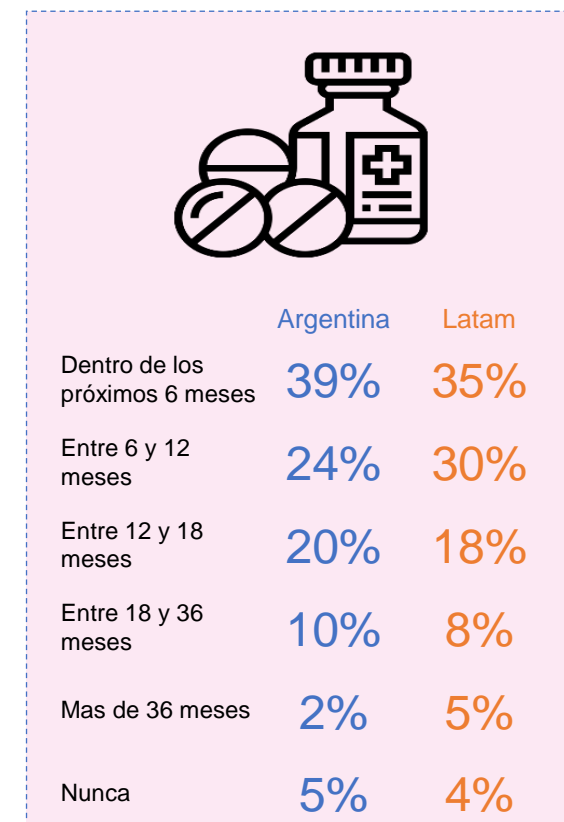 Argentina Latam
Dentro de los
próximos 6 meses 39% 35%
Entre 6 y 12
meses 24% 30%
Entre 12 y 18
meses 20% 18%
Entre 18 y 36
meses 10% 8%
Mas de 36 meses 2% 5%
Nunca 5% 4%